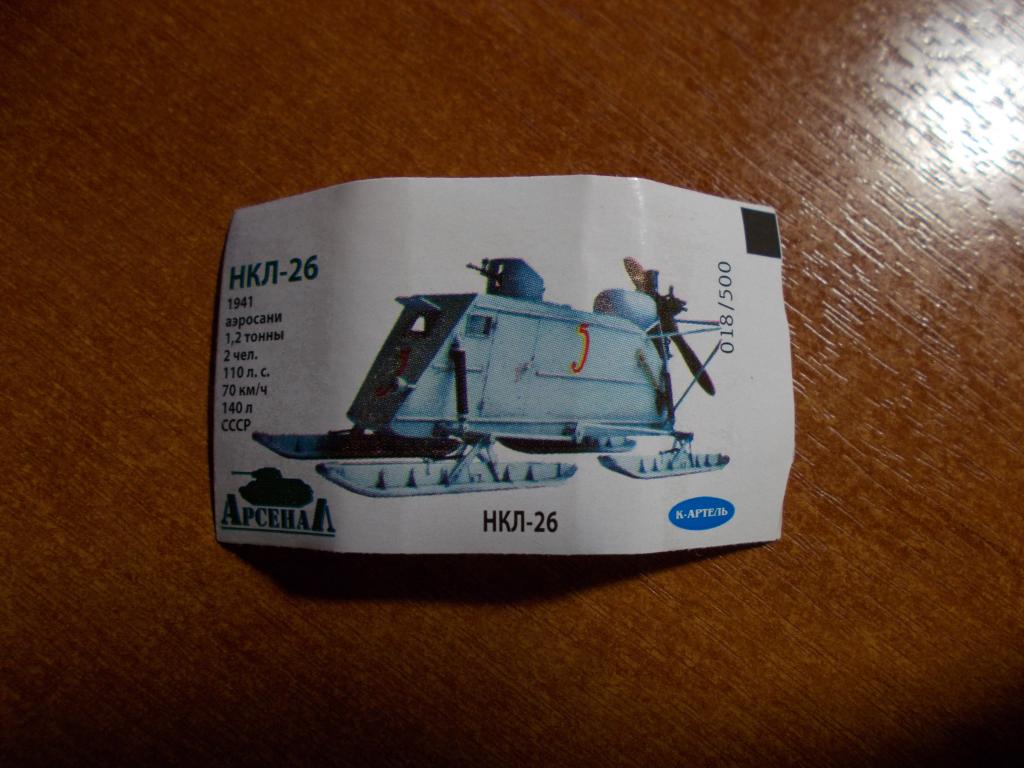 НКЛ-26
1941
аэросани
1,2 тонны
2 чел.
110 л. с.
70 км/ч
140 л
СССР
АРСЕНАЛ
5
НКЛ-26
018/500
К-АРТЕЛЬ